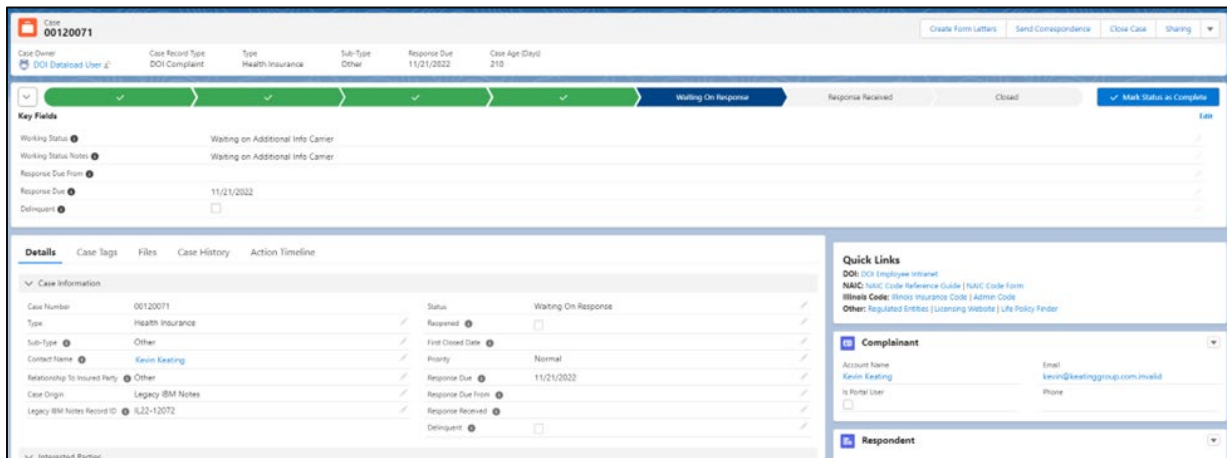 Case
00120071
Create Form Letters
Send Correspondence
Close Case
Sharing
Case Owner
DOI Dataload User
Case Record Type
DOI Complaint
Type
Health Insurance
Sub-Type
Other
Response Due
11/21/2022
Case Age (Days)
210
Waiting On Response
Response Received
Closed
Mark Status as Complete
Key Fields
Edit
Working Status
Waiting on Additional Info Carrier
Working Status Notes
Waiting on Additional Info Carrier
Response Due From
Response Due
11/21/2022
Delinquent
Details
Case Tags
Files
Case History
Action Timeline
Case Information
Case Number
00120071
Type
Health Insurance
Sub-Type
Other
Contact Name
Kevin Keating
Relationship To Insured Party
Other
Case Origin
Legacy IBM Notes
Legacy IBM Notes Record ID
IL22-12072
Status
Waiting On Response
Reopened
First Closed Date
Priority
Normal
Response Due
11/21/2022
Response Due From
Response Received
Delinquent
Interested Parties
Quick Links
DOI: DOI Employee Intranet
NAIC: NAIC Code Reference Guide | NAIC Code Form
Illinois Code: Illinois Insurance Code | Admin Code
Other: Regulated Entities | Licensing Website | Life Policy Finder
Complainant
Account Name
Kevin Keating
Email
kevin@keatinggroup.com.invalid
Is Portal User
Phone
Respondent